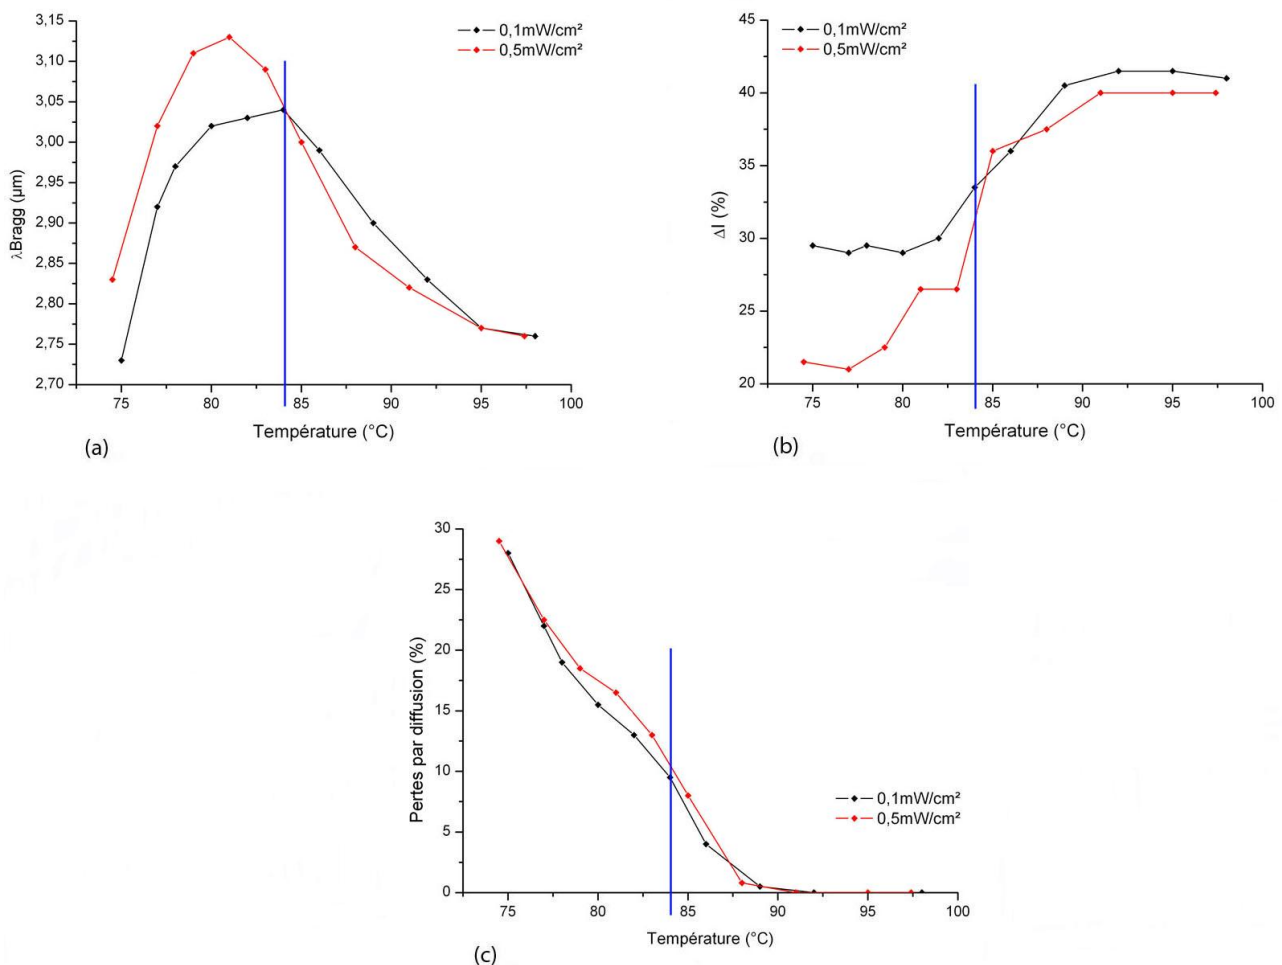 3,15
3,10
3,05
3,00
2,95
2,90
2,85
2,80
2,75
2,70
λBragg (µm)
0,1mW/cm²
0,5mW/cm²
75 80 85 90 95 100
Température (°C)
(a)
45
40
35
30
25
20
ΔI (%)
0,1mW/cm²
0,5mW/cm²
75 80 85 90 95 100
Température (°C)
(b)
30
25
20
15
10
5
0
Pertes par diffusion (%)
0,1mW/cm²
0,5mW/cm²
75 80 85 90 95 100
Température (°C)
(c)